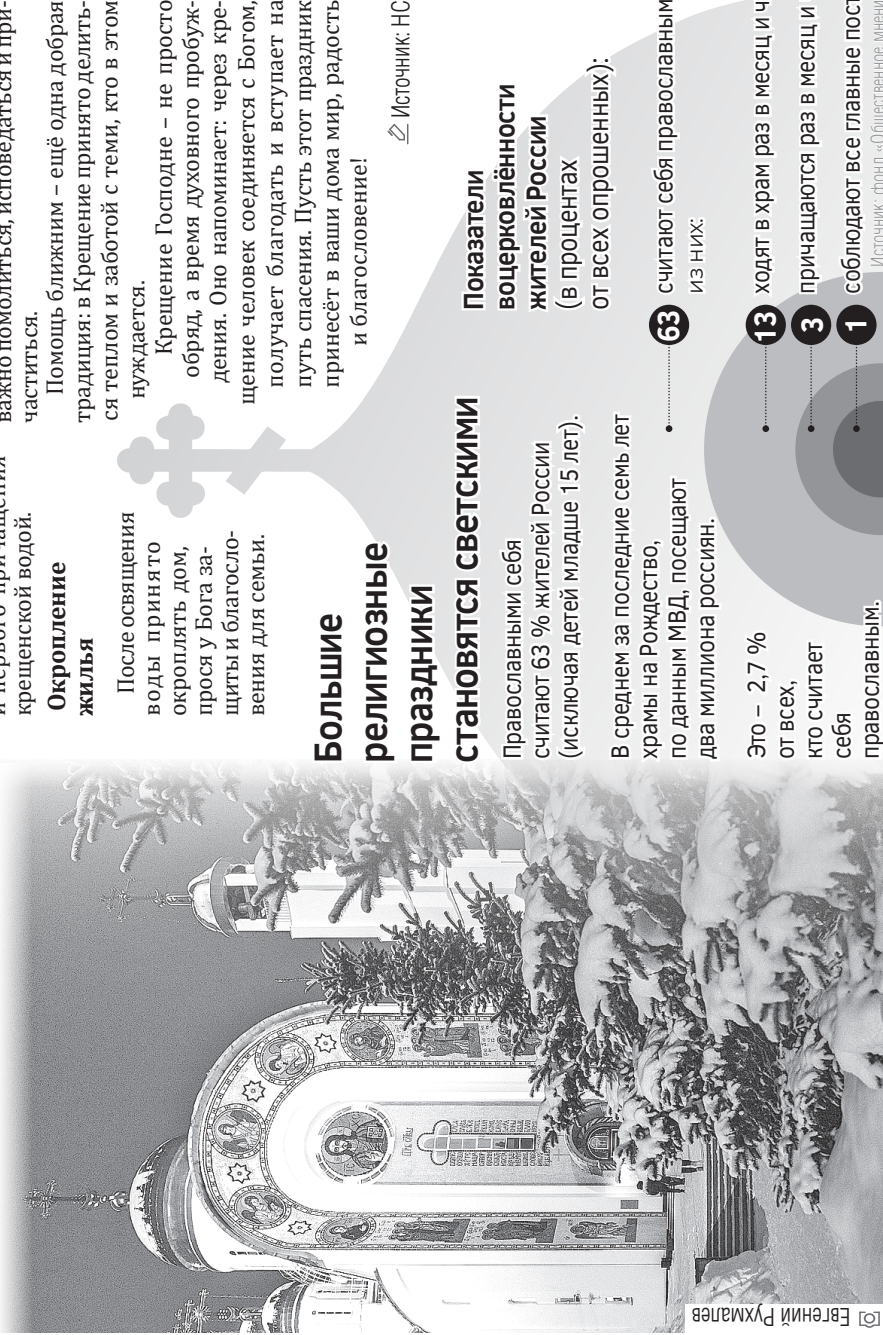 и первого причащения
крещенской водой.
Окропление
жилья
После освящения
воды принято
окроплять дом,
прося у Бога за-
щиты и благосло-
вения для семьи.
важно помолиться, исповедаться и при-
частиться.
Помощь ближним – ещё одна добрая
традиция: в Крещение принято делить-
ся теплом и заботой с теми, кто в этом
нуждается.
Крещение Господне – не просто
обряд, а время духовного пробуж-
дения. Оно напоминает: через кре-
щение человек соединяется с Богом,
получает благодать и вступает на
путь спасения. Пусть этот праздник
принесёт в ваши дома мир, радость
и благословение!
Источник: НС
Большие
религиозные
праздники
становятся светскими
Православными себя
считают 63 % жителей России
(исключая детей младше 15 лет).
В среднем за последние семь лет
храмы на Рождество,
по данным МВД, посещают
два миллиона россиян.
Это – 2,7 %
от всех,
кто считает
себя
православным.
Показатели
воцерковлённости
жителей России
(в процентах
от всех опрошенных):
63 считают себя православным
из них:
13 ходят в храм раз в месяц и ч
3 причащаются раз в месяц и
1 соблюдают все главные пост
Источник: фонд «Общественное мнени
Евгений Рухмалев